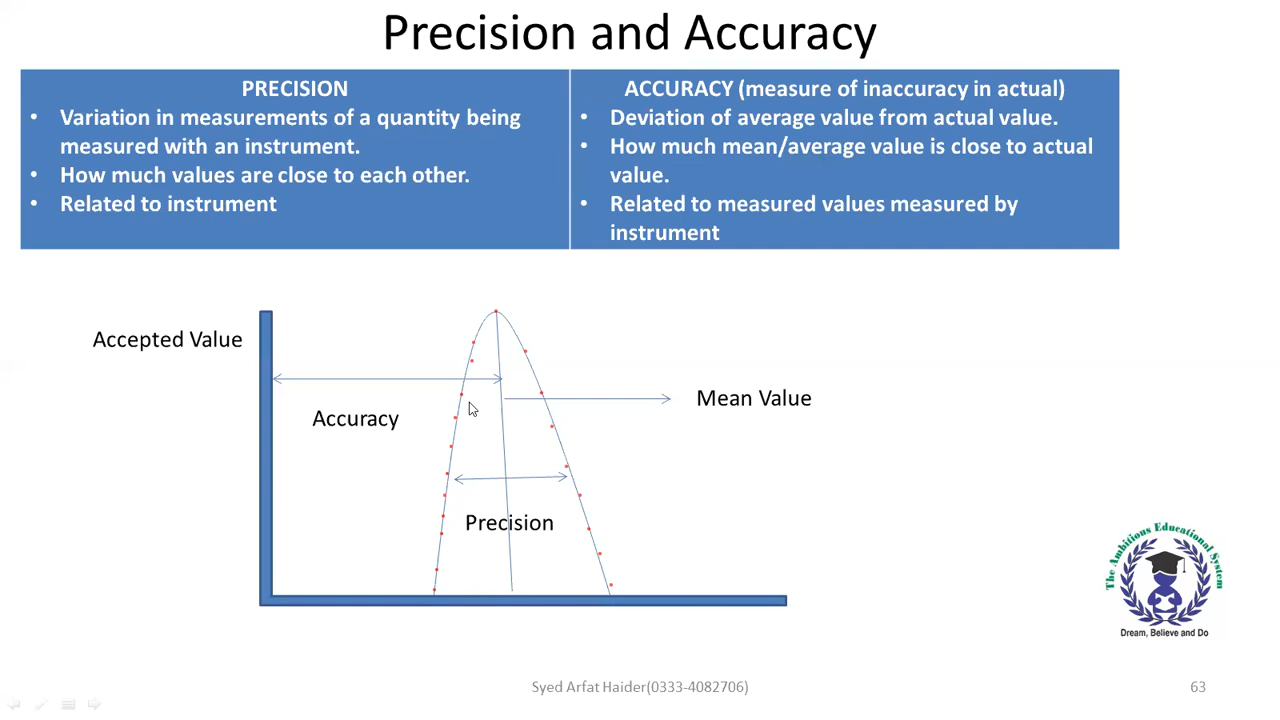 Precision and Accuracy
PRECISION
• Variation in measurements of a quantity being
measured with an instrument.
• How much values are close to each other.
• Related to instrument
ACCURACY (measure of inaccuracy in actual)
• Deviation of average value from actual value.
• How much mean/average value is close to actual
value.
• Related to measured values measured by
instrument
Accepted Value
Accuracy
Mean Value
Precision
The Ambitious Educational System
Dream, Believe and Do
Syed Arfat Haider(0333-4082706)
63